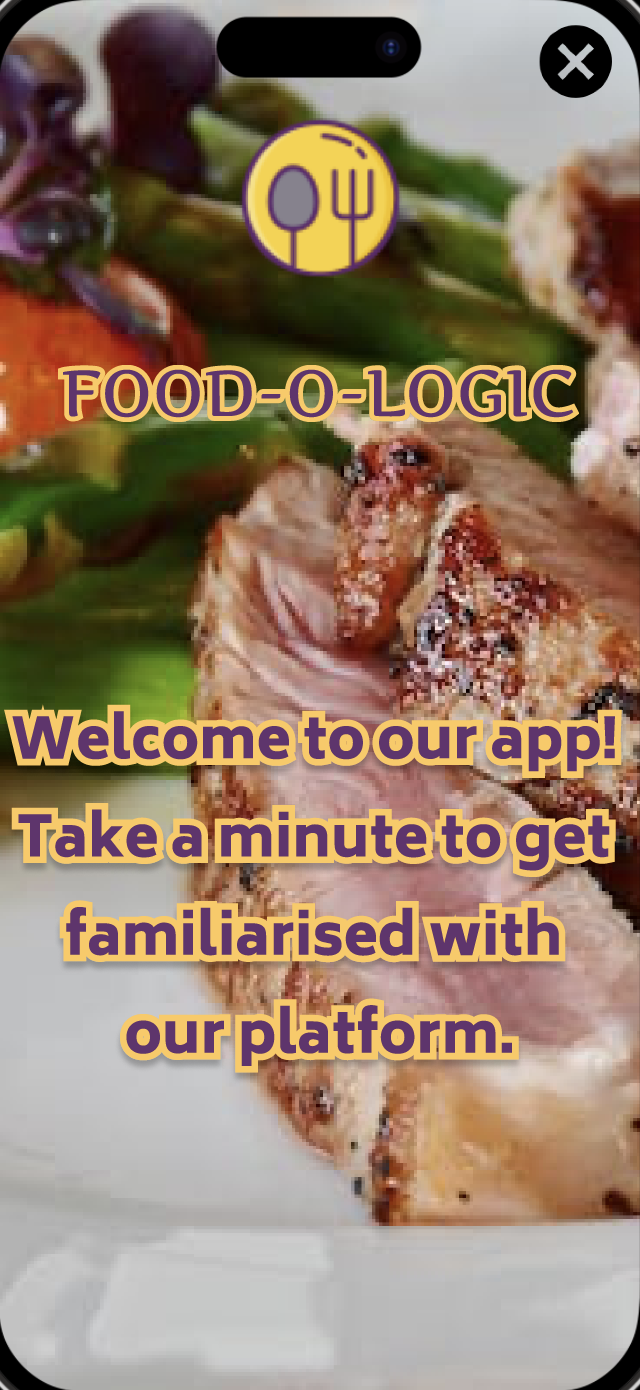 FOOD-O-LOGIC
Welcome to our app!
Take a minute to get
familiarised with
our platform.